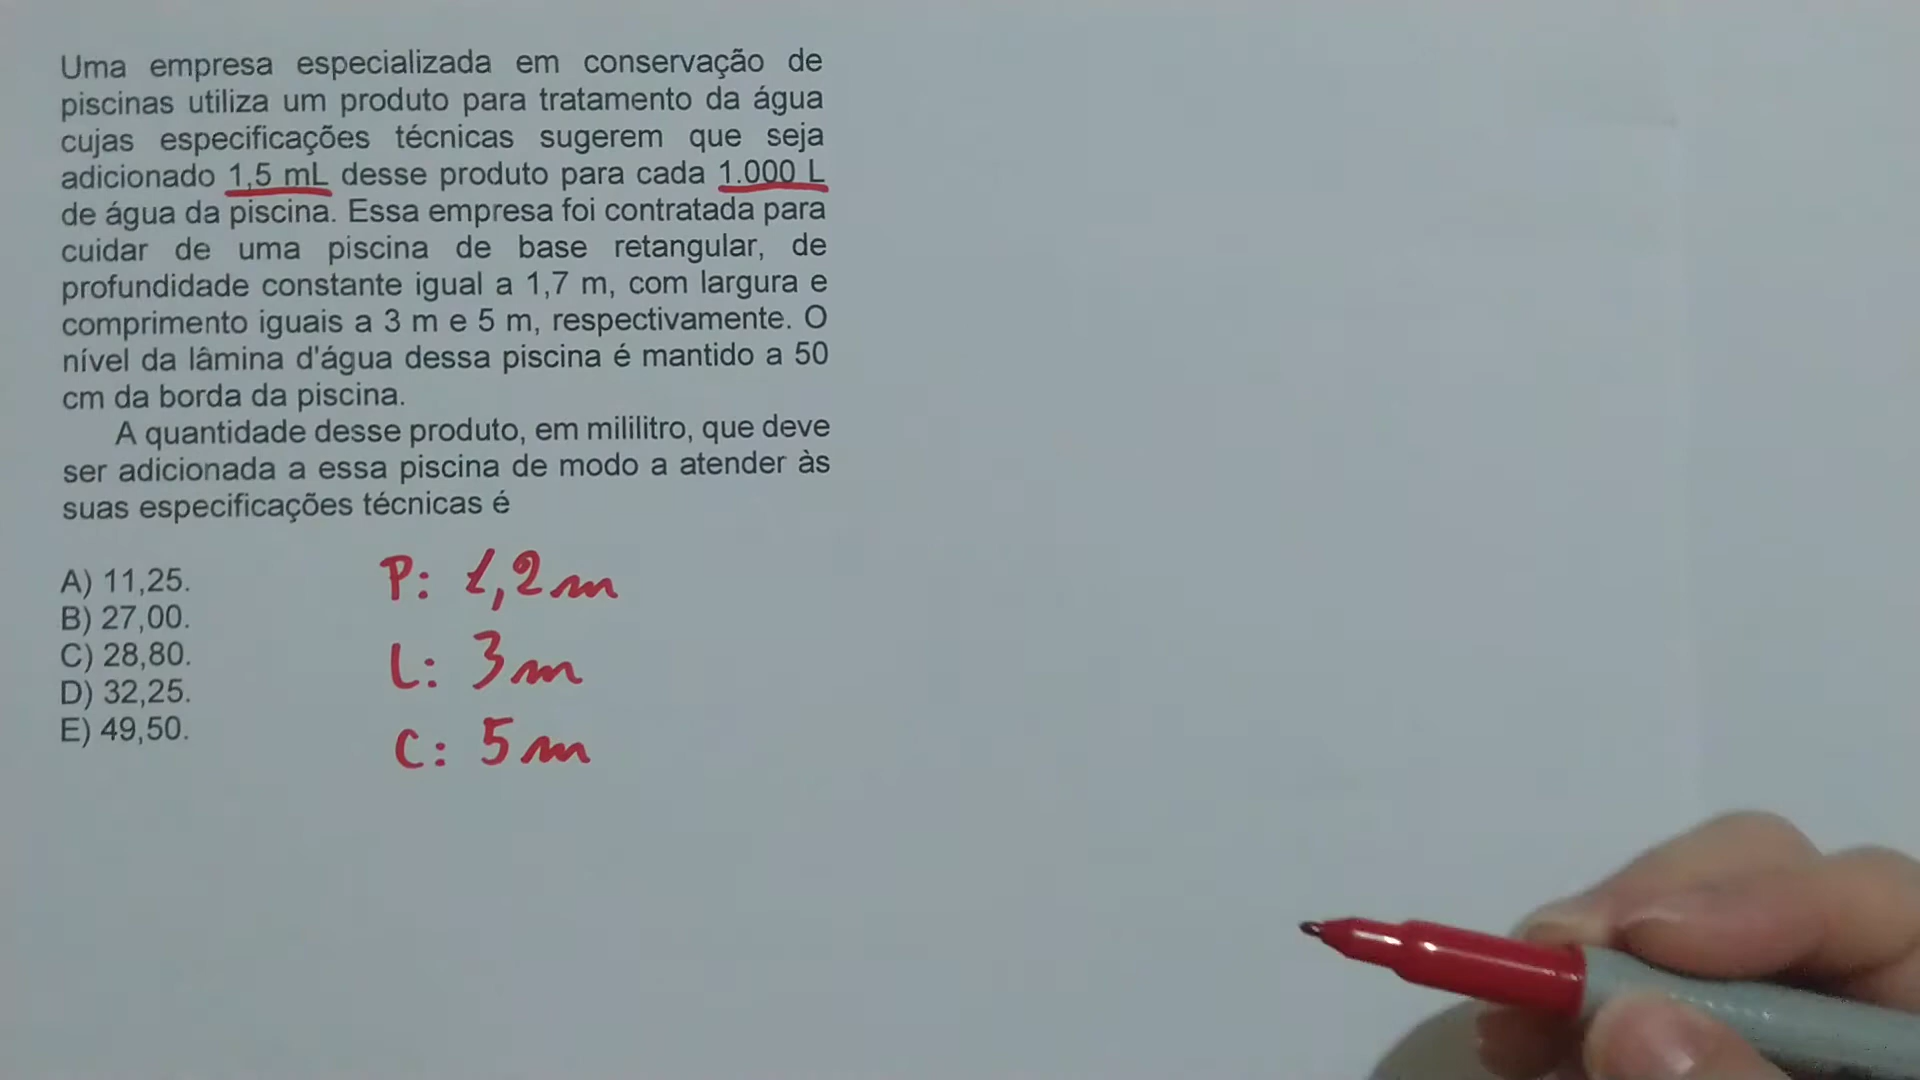 Uma empresa especializada em conservação de
piscinas utiliza um produto para tratamento da água
cujas especificações técnicas sugerem que seja
adicionado 1,5 mL desse produto para cada 1.000 L
de água da piscina. Essa empresa foi contratada para
cuidar de uma piscina de base retangular, de
profundidade constante igual a 1,7 m, com largura e
comprimento iguais a 3 m e 5 m, respectivamente. O
nível da lâmina d'água dessa piscina é mantido a 50
cm da borda da piscina.
A quantidade desse produto, em mililitro, que deve
ser adicionada a essa piscina de modo a atender às
suas especificações técnicas é
A) 11,25.
B) 27,00.
C) 28,80.
D) 32,25.
E) 49,50.
P: 1,2 m
L: 3 m
C: 5 m